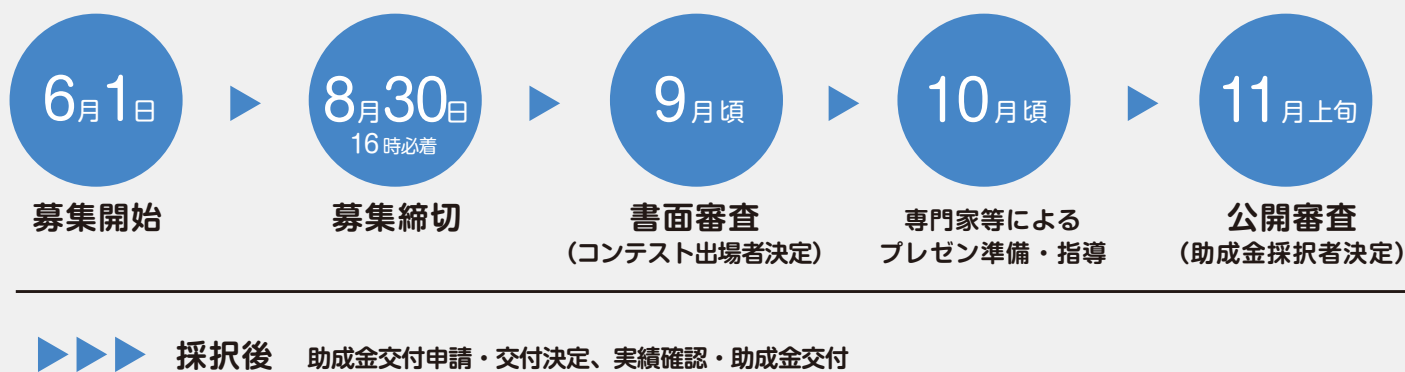 6月1日
募集開始
8月30日
16時必着
募集締切
9月頃
書面審査
（コンテスト出場者決定）
10月頃
専門家等による
プレゼン準備・指導
11月上旬
公開審査
（助成金採択者決定）
採択後 助成金交付申請・交付決定、実績確認・助成金交付